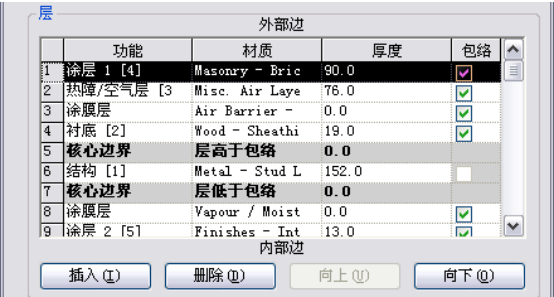 层
外部边
功能 材质 厚度 包络
1 涂层 1 [4] Masonry - Bric 90.0
2 热障/空气层 [3 Misc. Air Laye 76.0
3 涂膜层 Air Barrier - 0.0
4 衬底 [2] Wood - Sheathi 19.0
5 核心边界 层高于包络 0.0
6 结构 [1] Metal - Stud L 152.0
7 核心边界 层低于包络 0.0
8 涂膜层 Vapour / Moist 0.0
9 涂层 2 [5] Finishes - Int 13.0
内部边
插入(I) 删除(D) 向上(U) 向下(O)